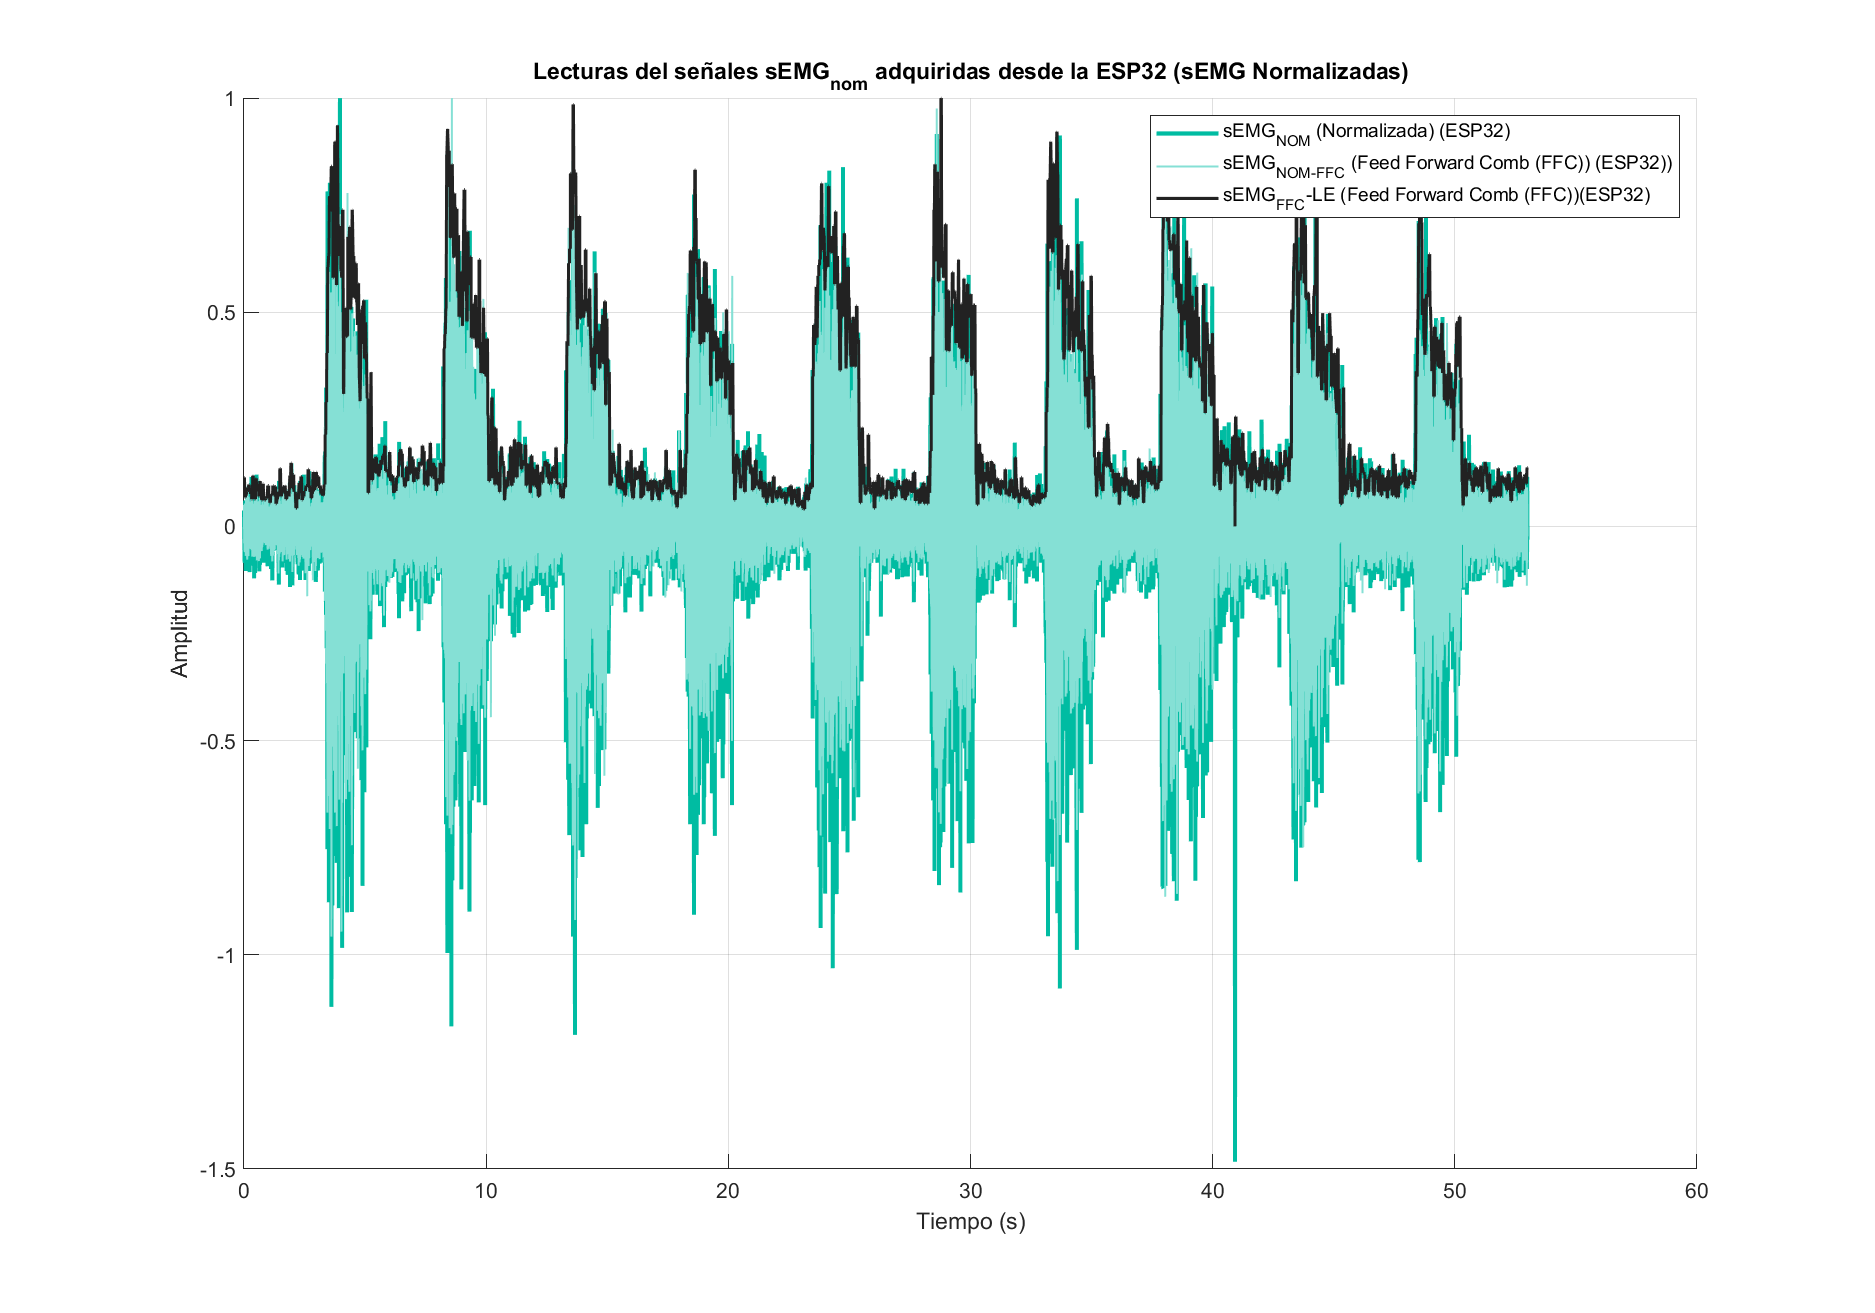 Lecturas del señales sEMGnom adquiridas desde la ESP32 (sEMG Normalizadas)
sEMGNOM (Normalizada) (ESP32)
sEMGNOM-FFC (Feed Forward Comb (FFC)) (ESP32))
sEMGFFC-LE (Feed Forward Comb (FFC))(ESP32)
1
0.5
0
-0.5
-1
-1.5
Amplitud
0 10 20 30 40 50 60
Tiempo (s)